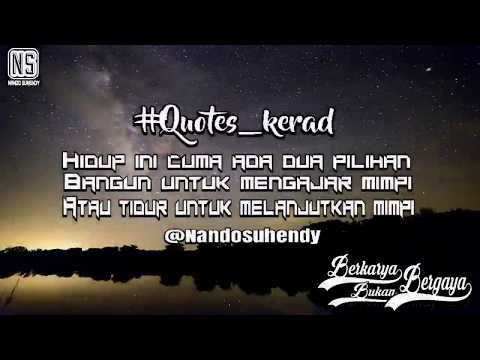 NS
NANDO SUHENDY
#Quotes_kerad
Hidup ini cuma ada dua pilihan
Bangun untuk mengajar mimpi
Atau tidur untuk melanjutkan mimpi
@Nandosuhendy
Berkarya
Bukan
Bergaya